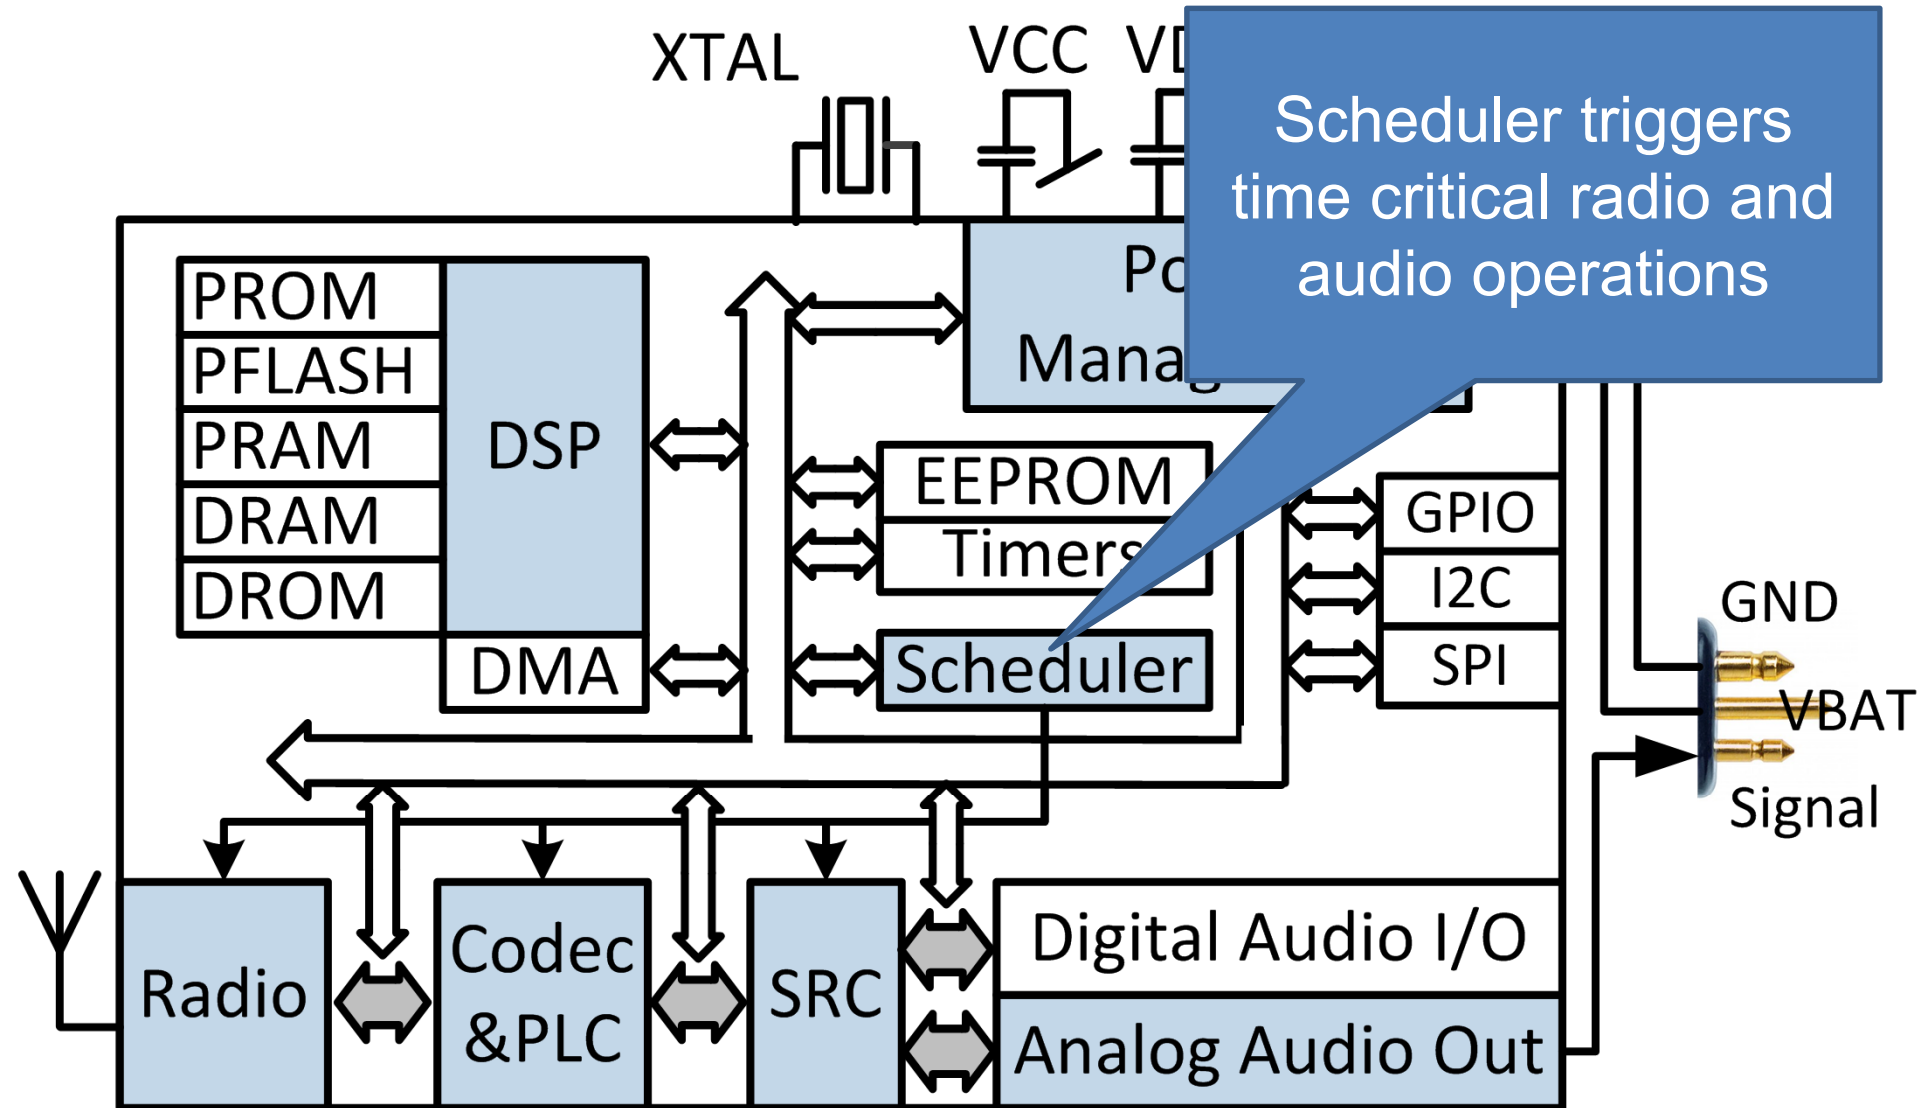 XTAL
VCC
Scheduler triggers
time critical radio and
audio operations
PROM
PFLASH
PRAM
DRAM
DROM
DSP
DMA
EEPROM
Timers
Scheduler
GPIO
I2C
SPI
GND
VBAT
Signal
Radio
Codec
&PLC
SRC
Digital Audio I/O
Analog Audio Out